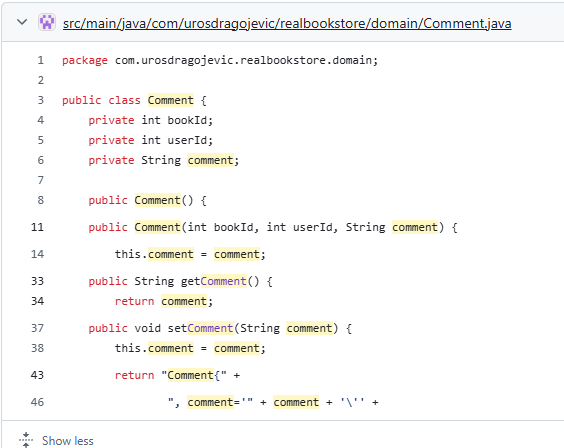 src/main/java/com/urosdragojevic/realbookstore/domain/Comment.java
1 package com.urosdragojevic.realbookstore.domain;
2
3 public class Comment {
4 private int bookId;
5 private int userId;
6 private String comment;
7
8 public Comment() {
11 public Comment(int bookId, int userId, String comment) {
14 this.comment = comment;
33 public String getComment() {
34 return comment;
37 public void setComment(String comment) {
38 this.comment = comment;
43 return "Comment{" +
46 ", comment='" + comment + '\'' +
Show less